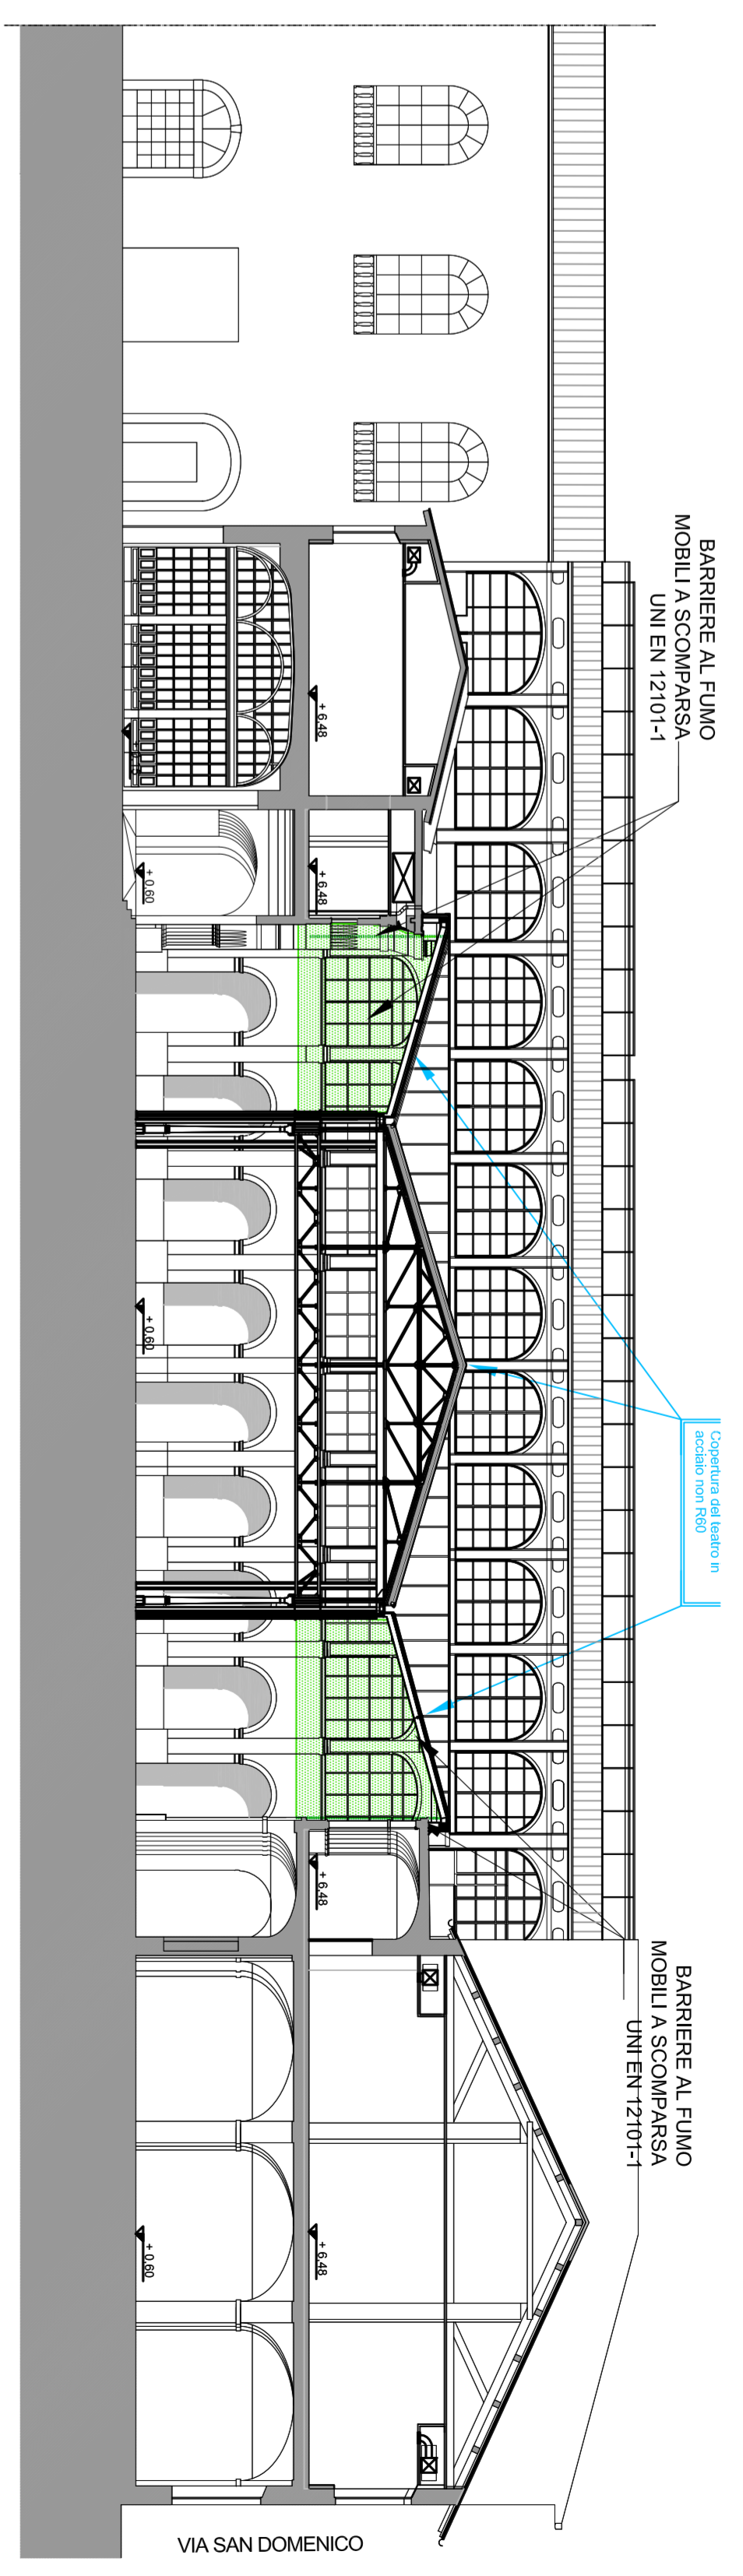 BARRIERE AL FUMO
MOBILI A SCOMPARSA
UNI EN 12101-1
+ 6.48
+ 0.60
+ 6.48
+ 0.60
Copertura del teatro in
acciaio non R60
+ 6.48
BARRIERE AL FUMO
MOBILI A SCOMPARSA
UNI EN 12101-1
+ 6.48
+ 0.60
VIA SAN DOMENICO